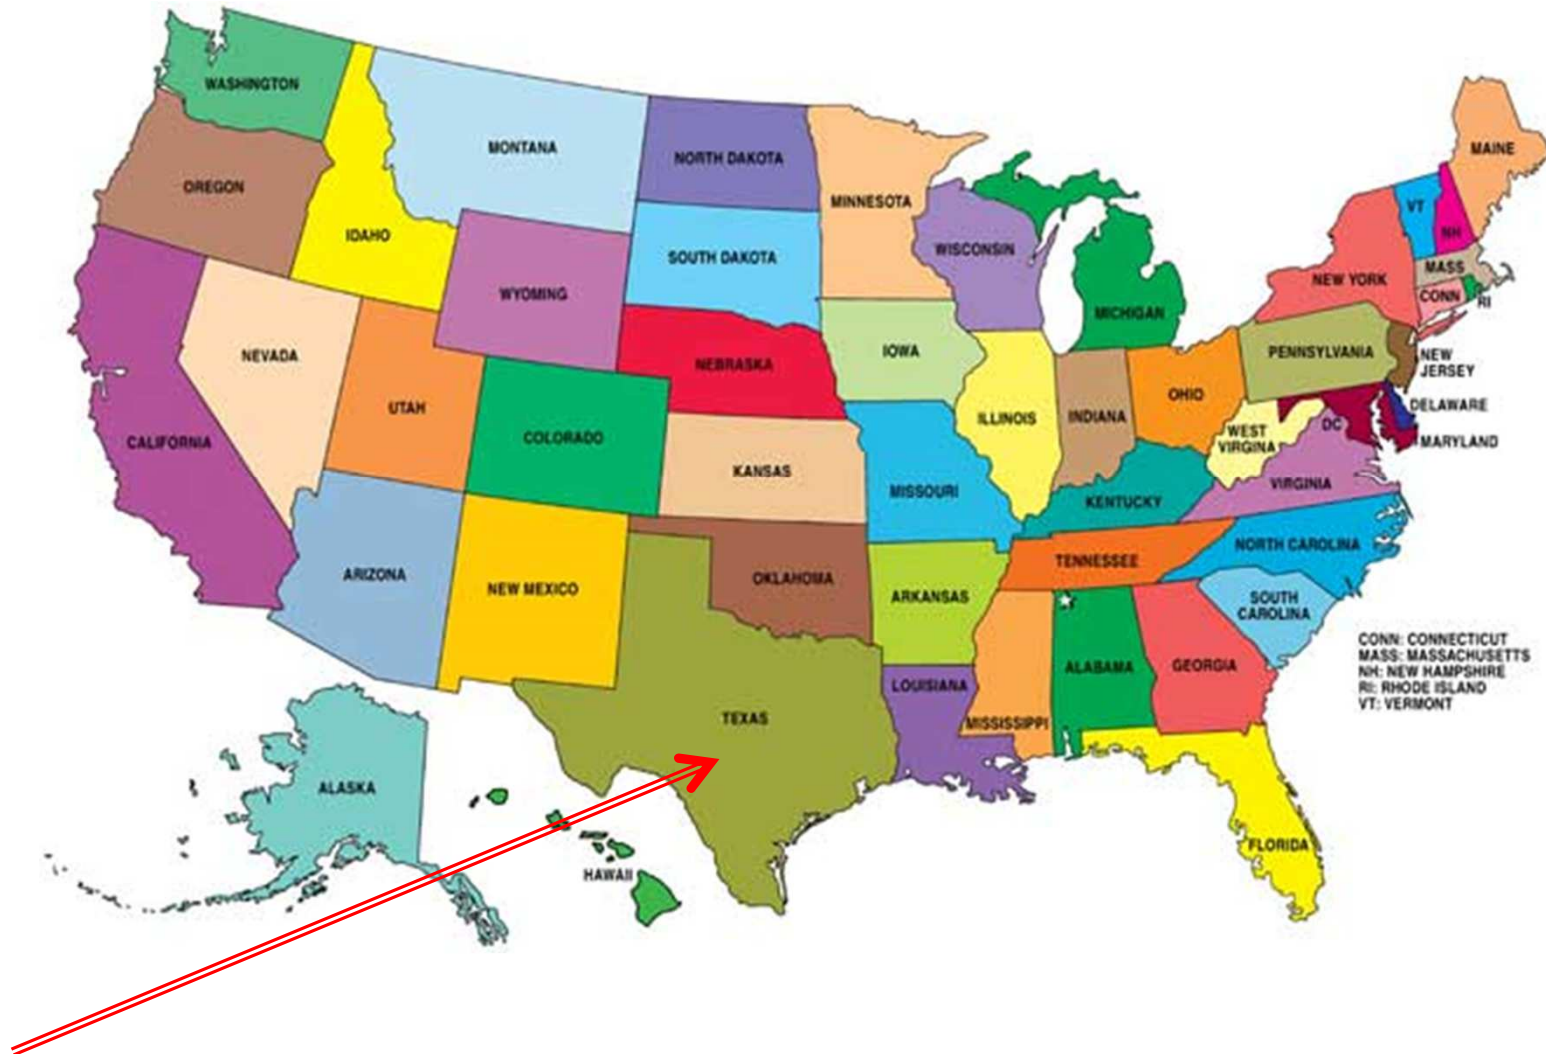 WASHINGTON
MONTANA
NORTH DAKOTA
MAINE
OREGON
MINNESOTA
VT
NH
IDAHO
WISCONSIN
SOUTH DAKOTA
MASS
NEW YORK
WYOMING
CONN
RI
MICHIGAN
NEVADA
IOWA
PENNSYLVANIA
NEW
JERSEY
NEBRASKA
UTAH
OHIO
DELAWARE
ILLINOIS
INDIANA
DC
WEST
VIRGINA
CALIFORNIA
COLORADO
MARYLAND
KANSAS
MISSOURI
VIRGINIA
KENTUCKY
NORTH CAROLINA
TENNESSEE
ARIZONA
NEW MEXICO
OKLAHOMA
ARKANSAS
SOUTH
CAROLINA
CONN: CONNECTICUT
MASS: MASSACHUSETTS
NH: NEW HAMPSHIRE
RI: RHODE ISLAND
VT: VERMONT
ALABAMA
GEORGIA
LOUISIANA
TEXAS
MISSISSIPPI
ALASKA
FLORIDA
HAWAII